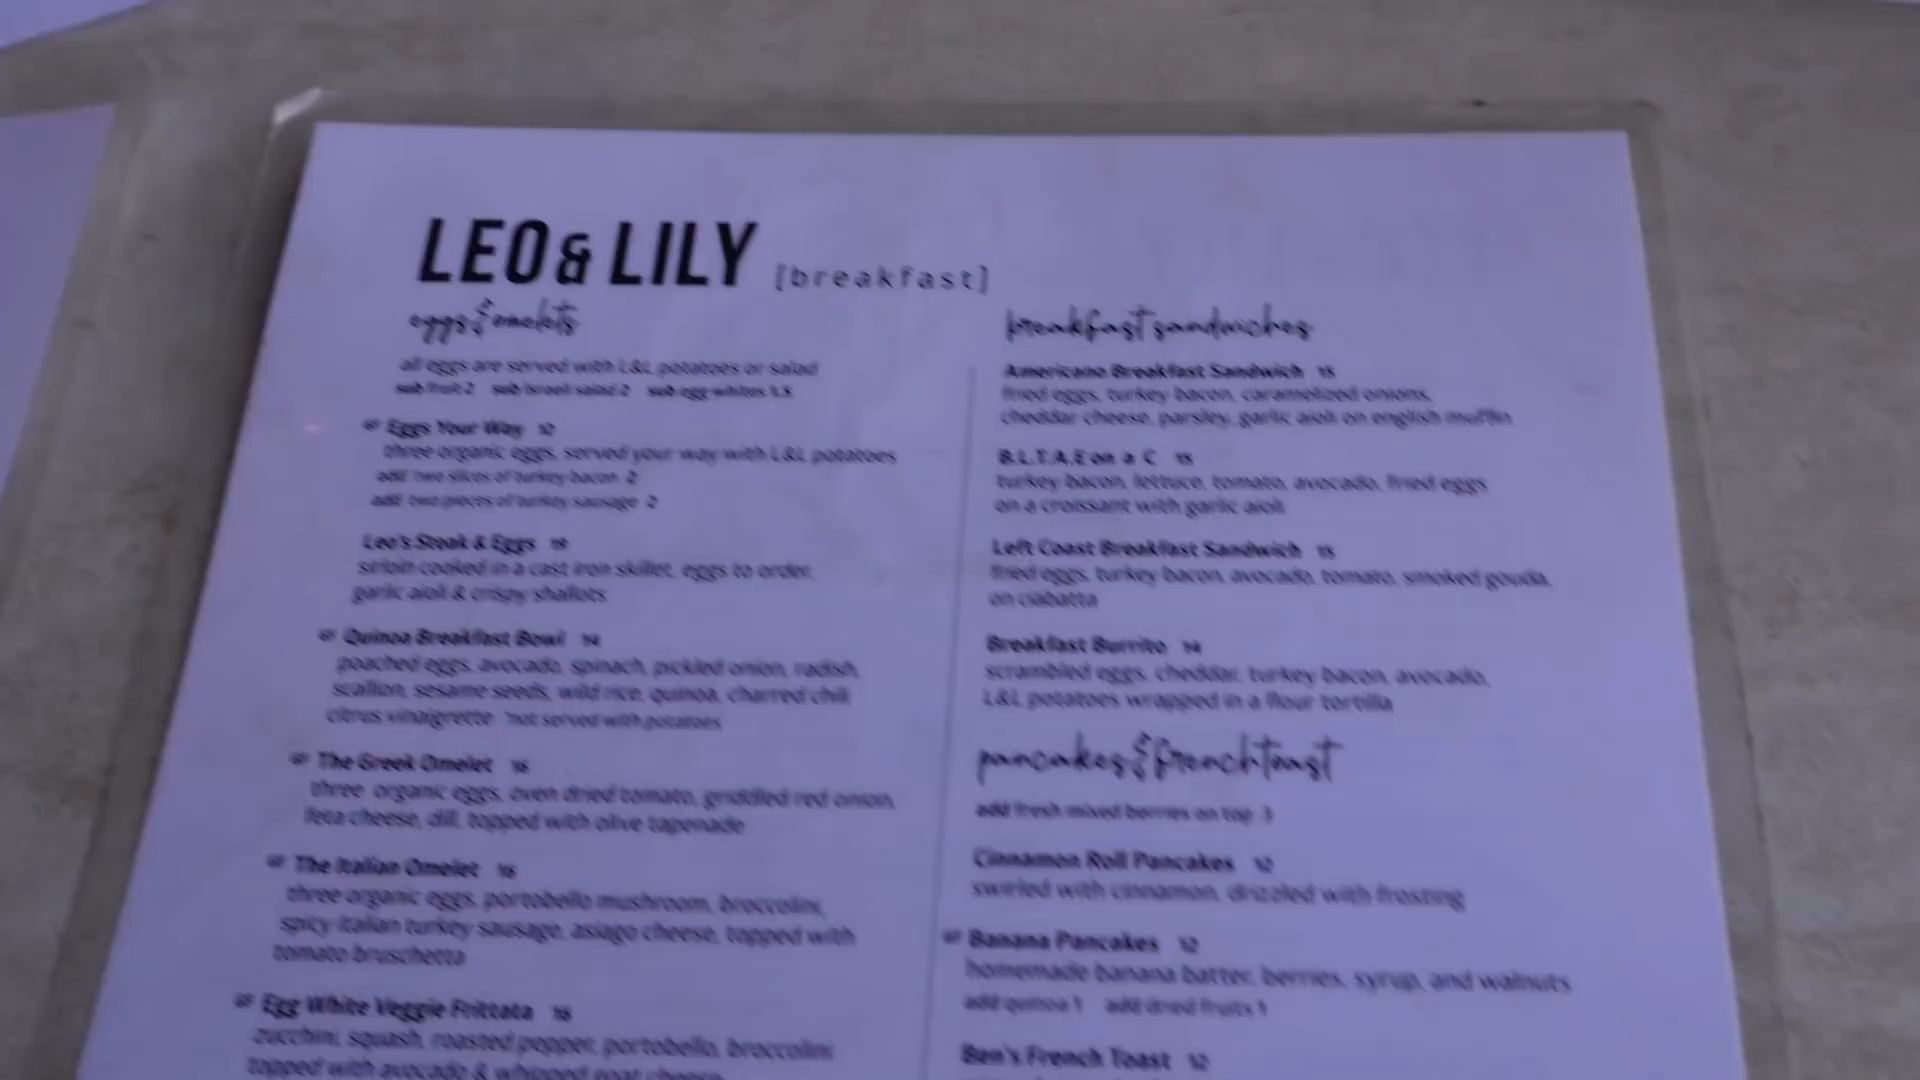 LEO & LILY [breakfast]
eggs & omelets
all eggs are served with L&L potatoes or salad
sub fruit 2 sub israeli salad 2 sub egg whites 1.5
GF Eggs Your Way 12
three organic eggs, served your way with L&L potatoes
add two slices of turkey bacon 2
add two pieces of turkey sausage 2
Leo's Steak & Eggs
sirloin cooked in a cast iron skillet, eggs to order,
garlic aioli & crispy shallots
GF Quinoa Breakfast Bowl 14
poached eggs, avocado, spinach, pickled onion, radish,
scallion, sesame seeds, wild rice, quinoa, charred chili
citrus vinaigrette *not served with potatoes
GF The Greek Omelet 16
three organic eggs, oven dried tomato, griddled red onion,
feta cheese, dill, topped with olive tapenade
GF The Italian Omelet 16
three organic eggs, portobello mushroom, broccolini,
spicy italian turkey sausage, asiago cheese, topped with
tomato bruschetta
GF Egg White Veggie Frittata 16
zucchini, squash, roasted pepper, portobello, broccolini
topped with avocado & whipped goat cheese
breakfast sandwiches
Americano Breakfast Sandwich 15
fried eggs, turkey bacon, caramelized onions,
cheddar cheese, parsley, garlic aioli on english muffin
B.L.T.A.E on a C 15
turkey bacon, lettuce, tomato, avocado, fried eggs
on a croissant with garlic aioli
Left Coast Breakfast Sandwich 15
fried eggs, turkey bacon, avocado, tomato, smoked gouda,
on ciabatta
Breakfast Burrito 14
scrambled eggs, cheddar, turkey bacon, avocado,
L&L potatoes wrapped in a flour tortilla
pancakes & french toast
add fresh mixed berries on top 3
Cinnamon Roll Pancakes 12
swirled with cinnamon, drizzled with frosting
GF Banana Pancakes 12
homemade banana batter, berries, syrup, and walnuts
add quinoa 1 add dried fruits 1
Ben's French Toast 12